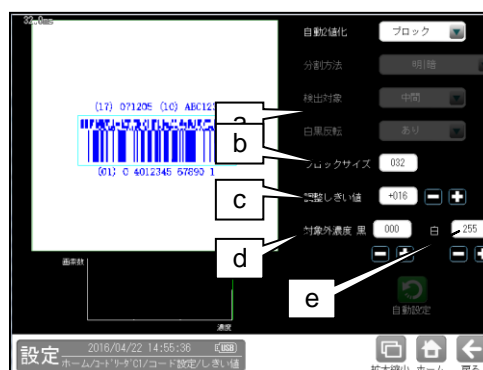 32.0ms
自動2値化 ブロック
分割方法 明暗
検出対象 中間
白黒反転 あり
(17) 071205 (10) ABC12
a
b
ブロックサイズ 032
(01) 0 4012345 67890 1
c
調整しきい値 +016
d
対象外濃度 黒 000 白 255
画素数
e
濃度
自動設定
設定
2016/04/22 14:55:36
ホーム/コードリーダC1/コード設定/しきい値
拡大縮小 ホーム 戻る